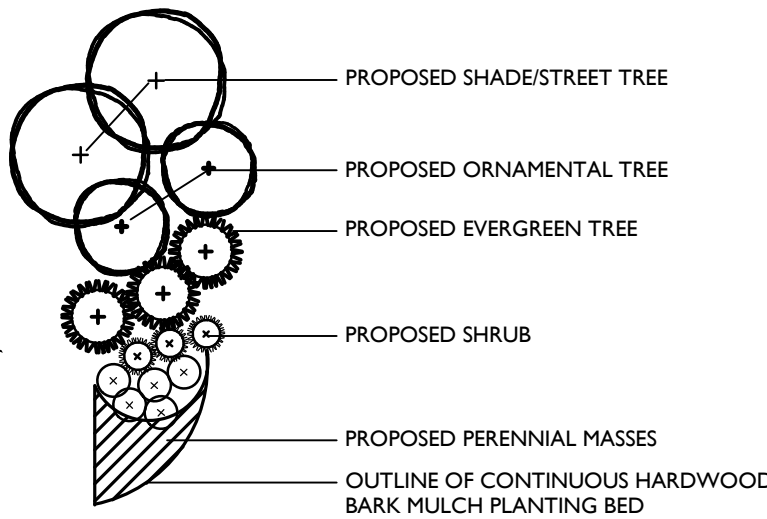 PROPOSED SHADE/STREET TREE
PROPOSED ORNAMENTAL TREE
PROPOSED EVERGREEN TREE
PROPOSED SHRUB
PROPOSED PERENNIAL MASSES
OUTLINE OF CONTINUOUS HARDWOOD
BARK MULCH PLANTING BED